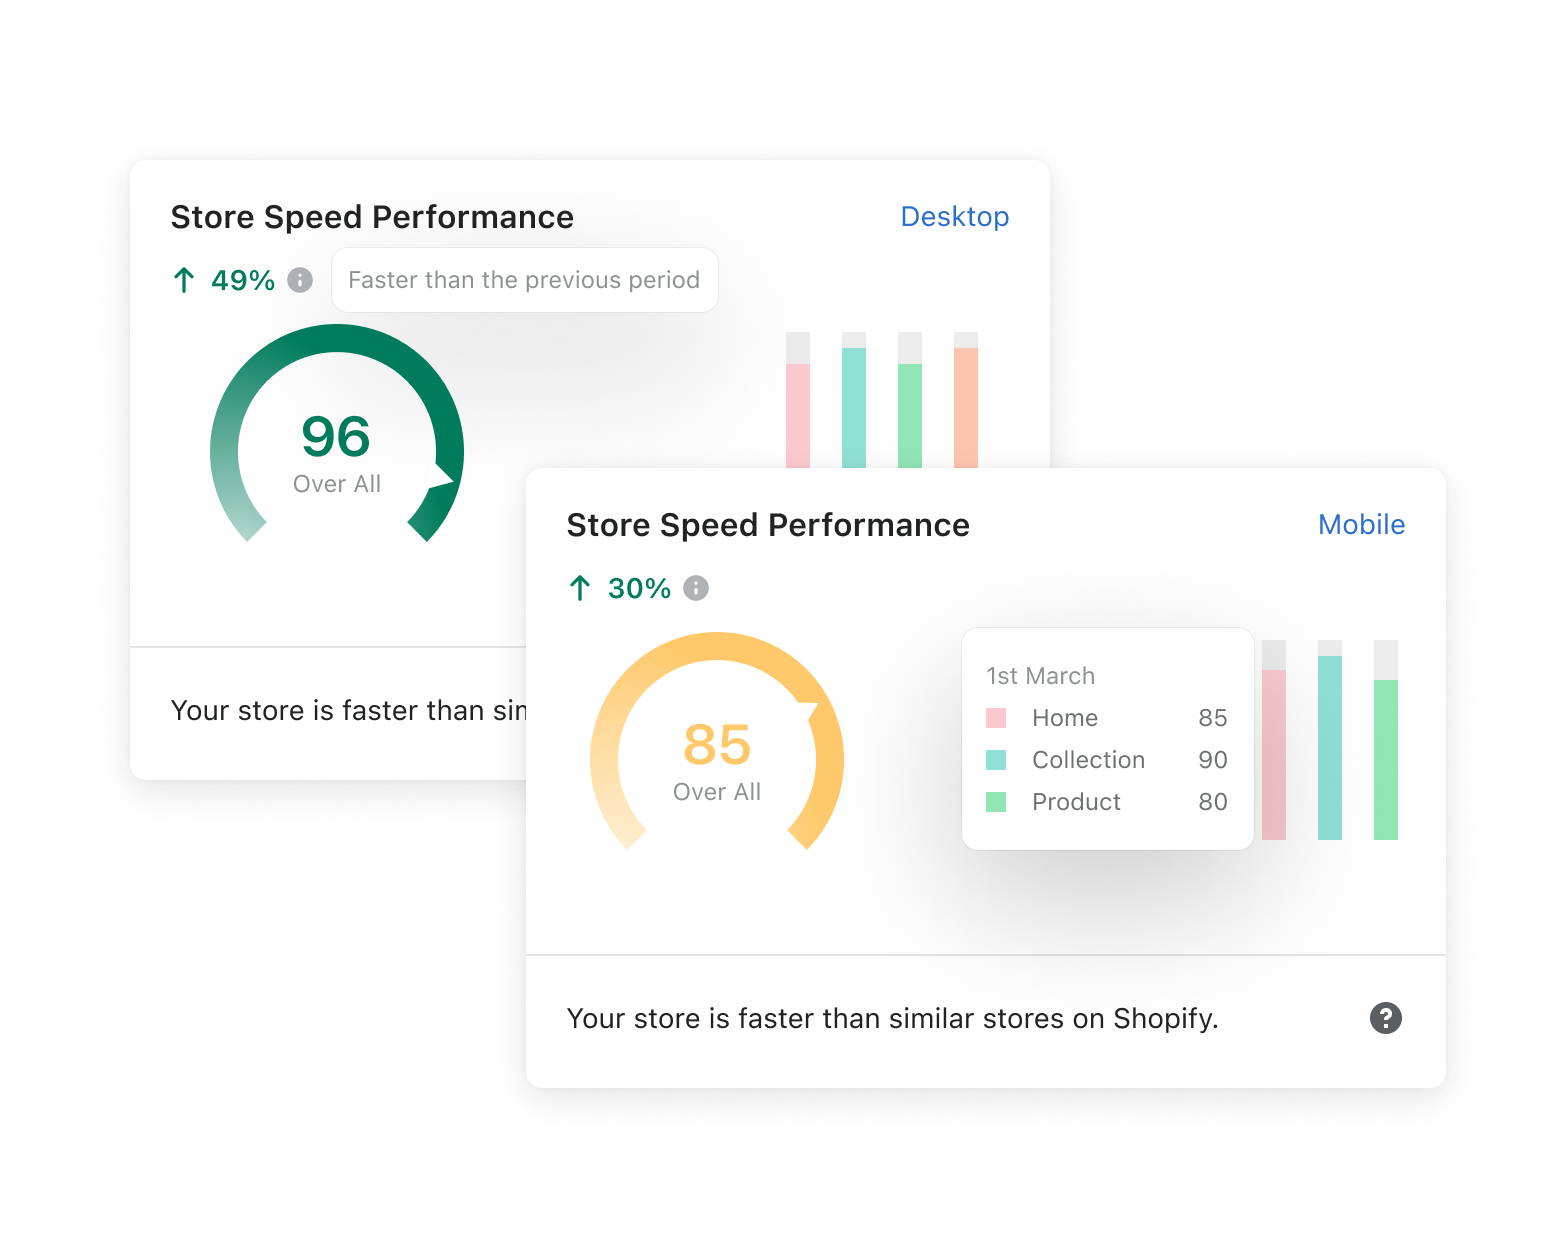 Store Speed Performance
Desktop
49%
Faster than the previous period
96
Over All
Your store is faster than
Store Speed Performance
Mobile
30%
85
Over All
1st March
Home 85
Collection 90
Product 80
Your store is faster than similar stores on Shopify.
?